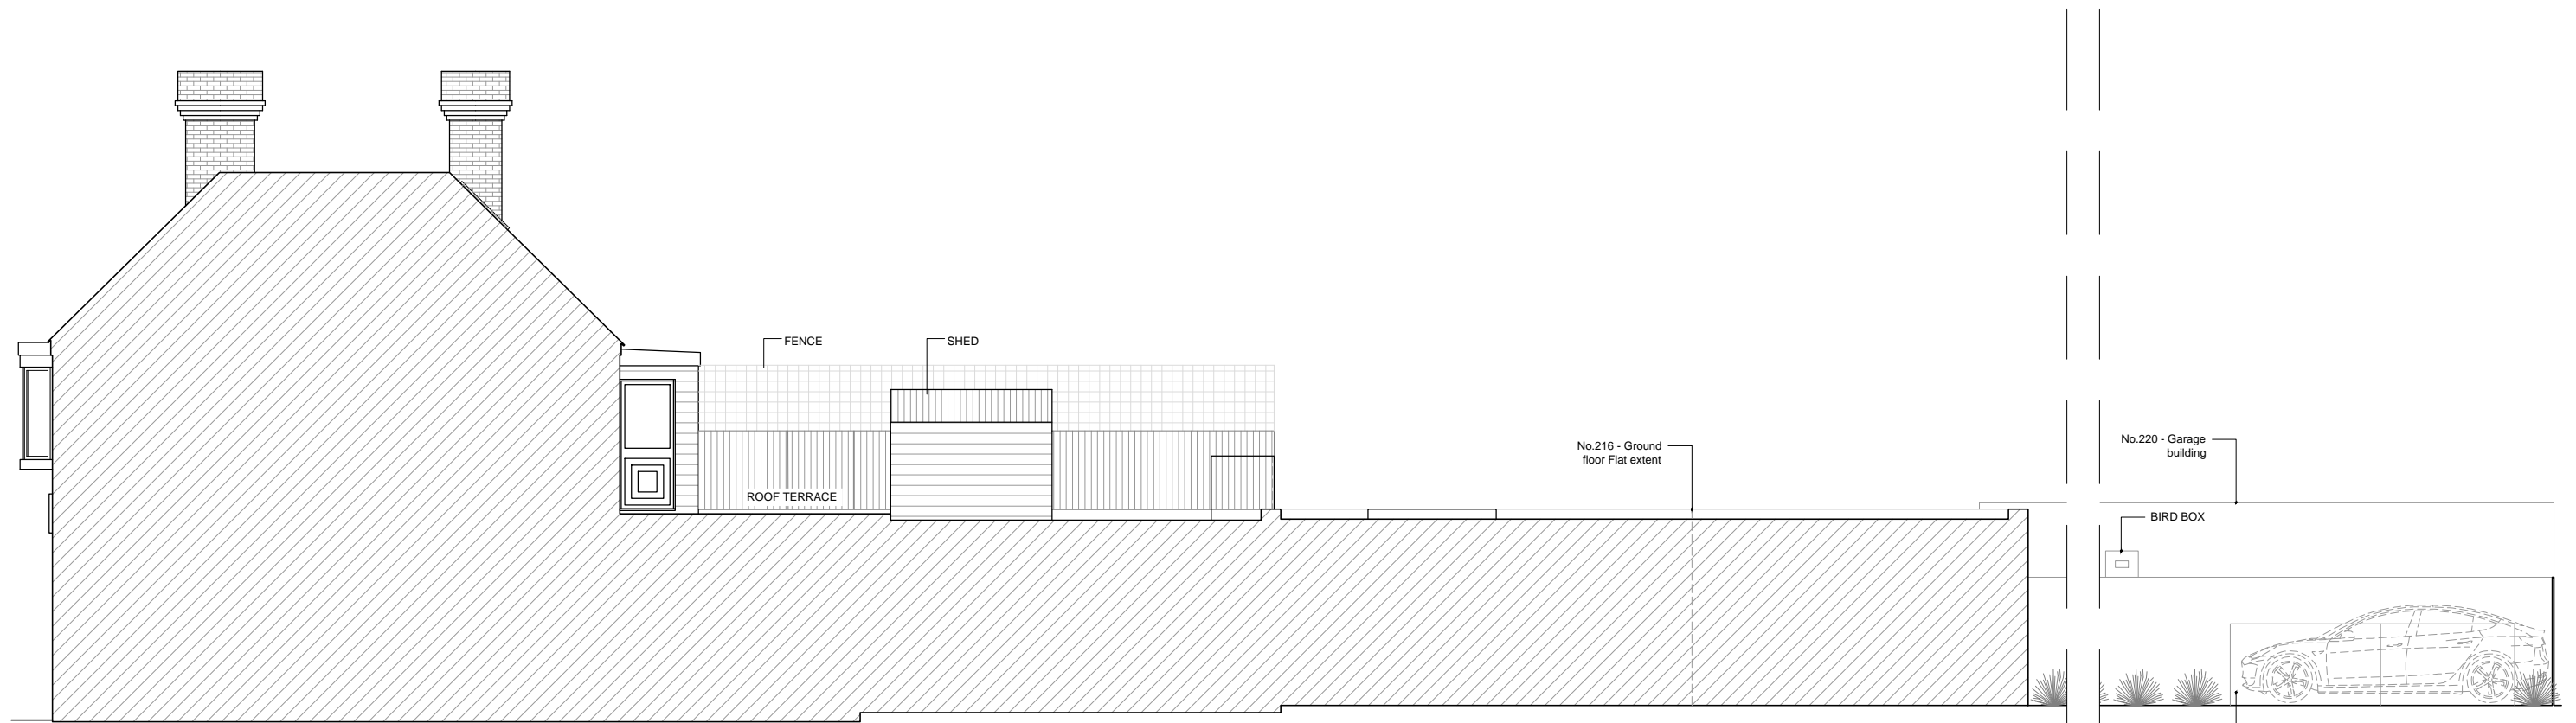 FENCE
SHED
ROOF TERRACE
No.216 - Ground
floor Flat extent
No.220 - Garage
building
BIRD BOX